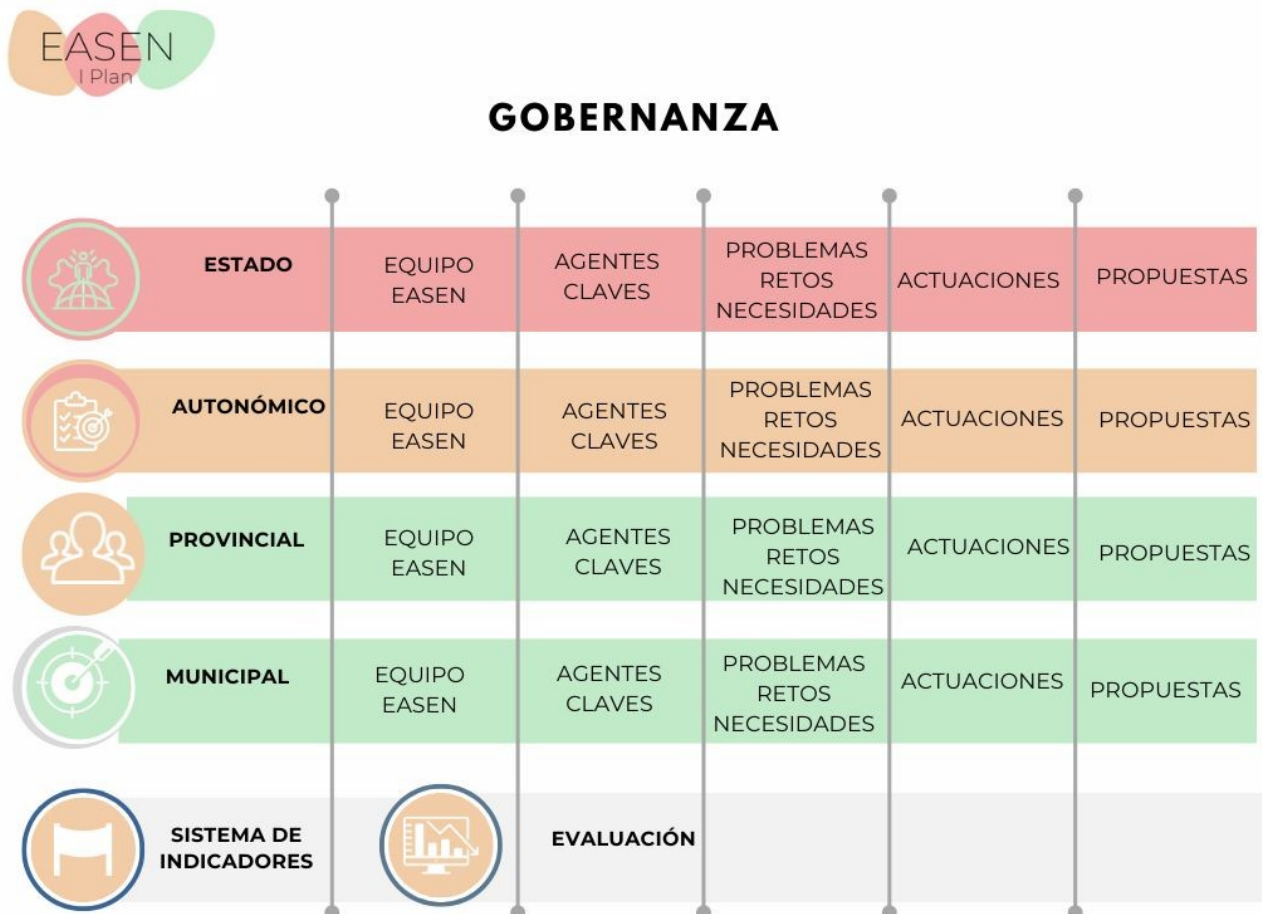 EASEN
I Plan
GOBERNANZA
ESTADO
EQUIPO
EASEN
AGENTES
CLAVES
PROBLEMAS
RETOS
NECESIDADES
ACTUACIONES
PROPUESTAS
AUTONÓMICO
EQUIPO
EASEN
AGENTES
CLAVES
PROBLEMAS
RETOS
NECESIDADES
ACTUACIONES
PROPUESTAS
PROVINCIAL
EQUIPO
EASEN
AGENTES
CLAVES
PROBLEMAS
RETOS
NECESIDADES
ACTUACIONES
PROPUESTAS
MUNICIPAL
EQUIPO
EASEN
AGENTES
CLAVES
PROBLEMAS
RETOS
NECESIDADES
ACTUACIONES
PROPUESTAS
SISTEMA DE
INDICADORES
EVALUACIÓN